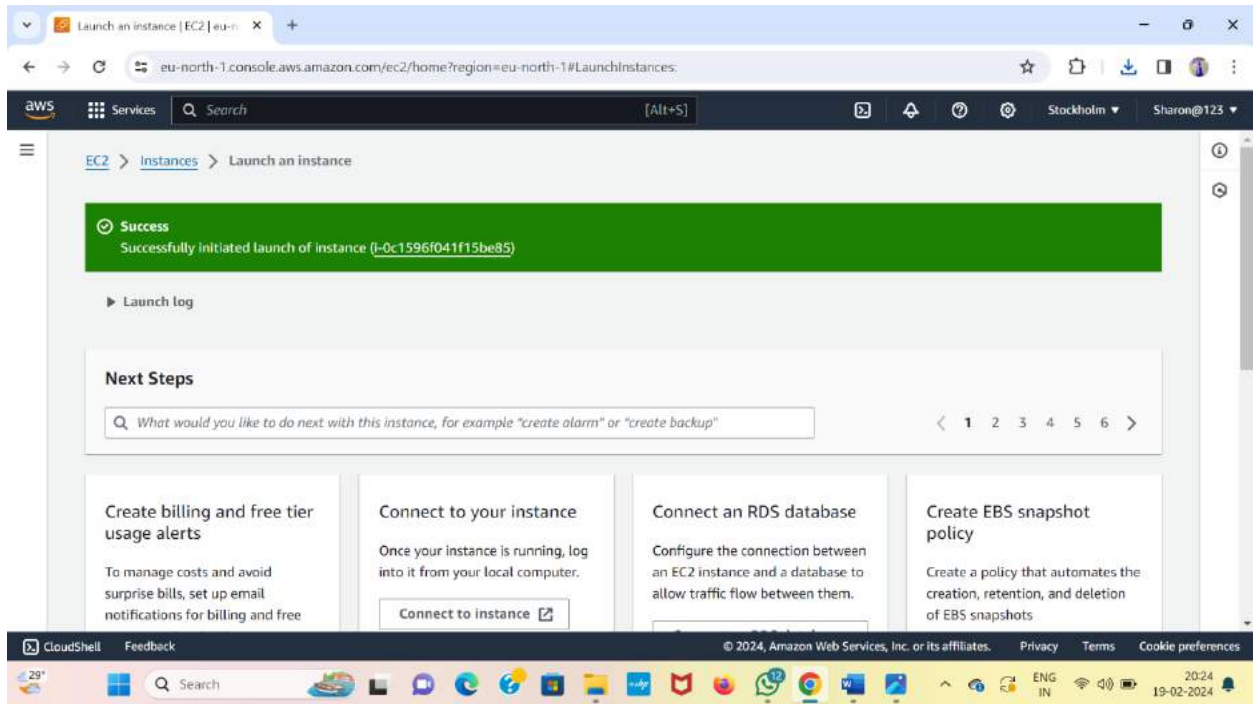 Launch an instance | EC2 | eu-n
eu-north-1.console.aws.amazon.com/ec2/home?region=eu-north-1#LaunchInstances:
aws
Services
Search
[Alt+S]
Stockholm
Sharon@123
EC2 > Instances > Launch an instance
Success
Successfully initiated launch of instance (i-0c1596f041f15be85)
Launch log
Next Steps
What would you like to do next with this instance, for example "create alarm" or "create backup"
< 1 2 3 4 5 6 >
Create billing and free tier
usage alerts
To manage costs and avoid
surprise bills, set up email
notifications for billing and free
Connect to your instance
Once your instance is running, log
into it from your local computer.
Connect to instance
Connect an RDS database
Configure the connection between
an EC2 instance and a database to
allow traffic flow between them.
Create EBS snapshot
policy
Create a policy that automates the
creation, retention, and deletion
of EBS snapshots
CloudShell
Feedback
© 2024, Amazon Web Services, Inc. or its affiliates.
Privacy
Terms
Cookie preferences
29°
Search
12
ENG
IN
20:24
19-02-2024